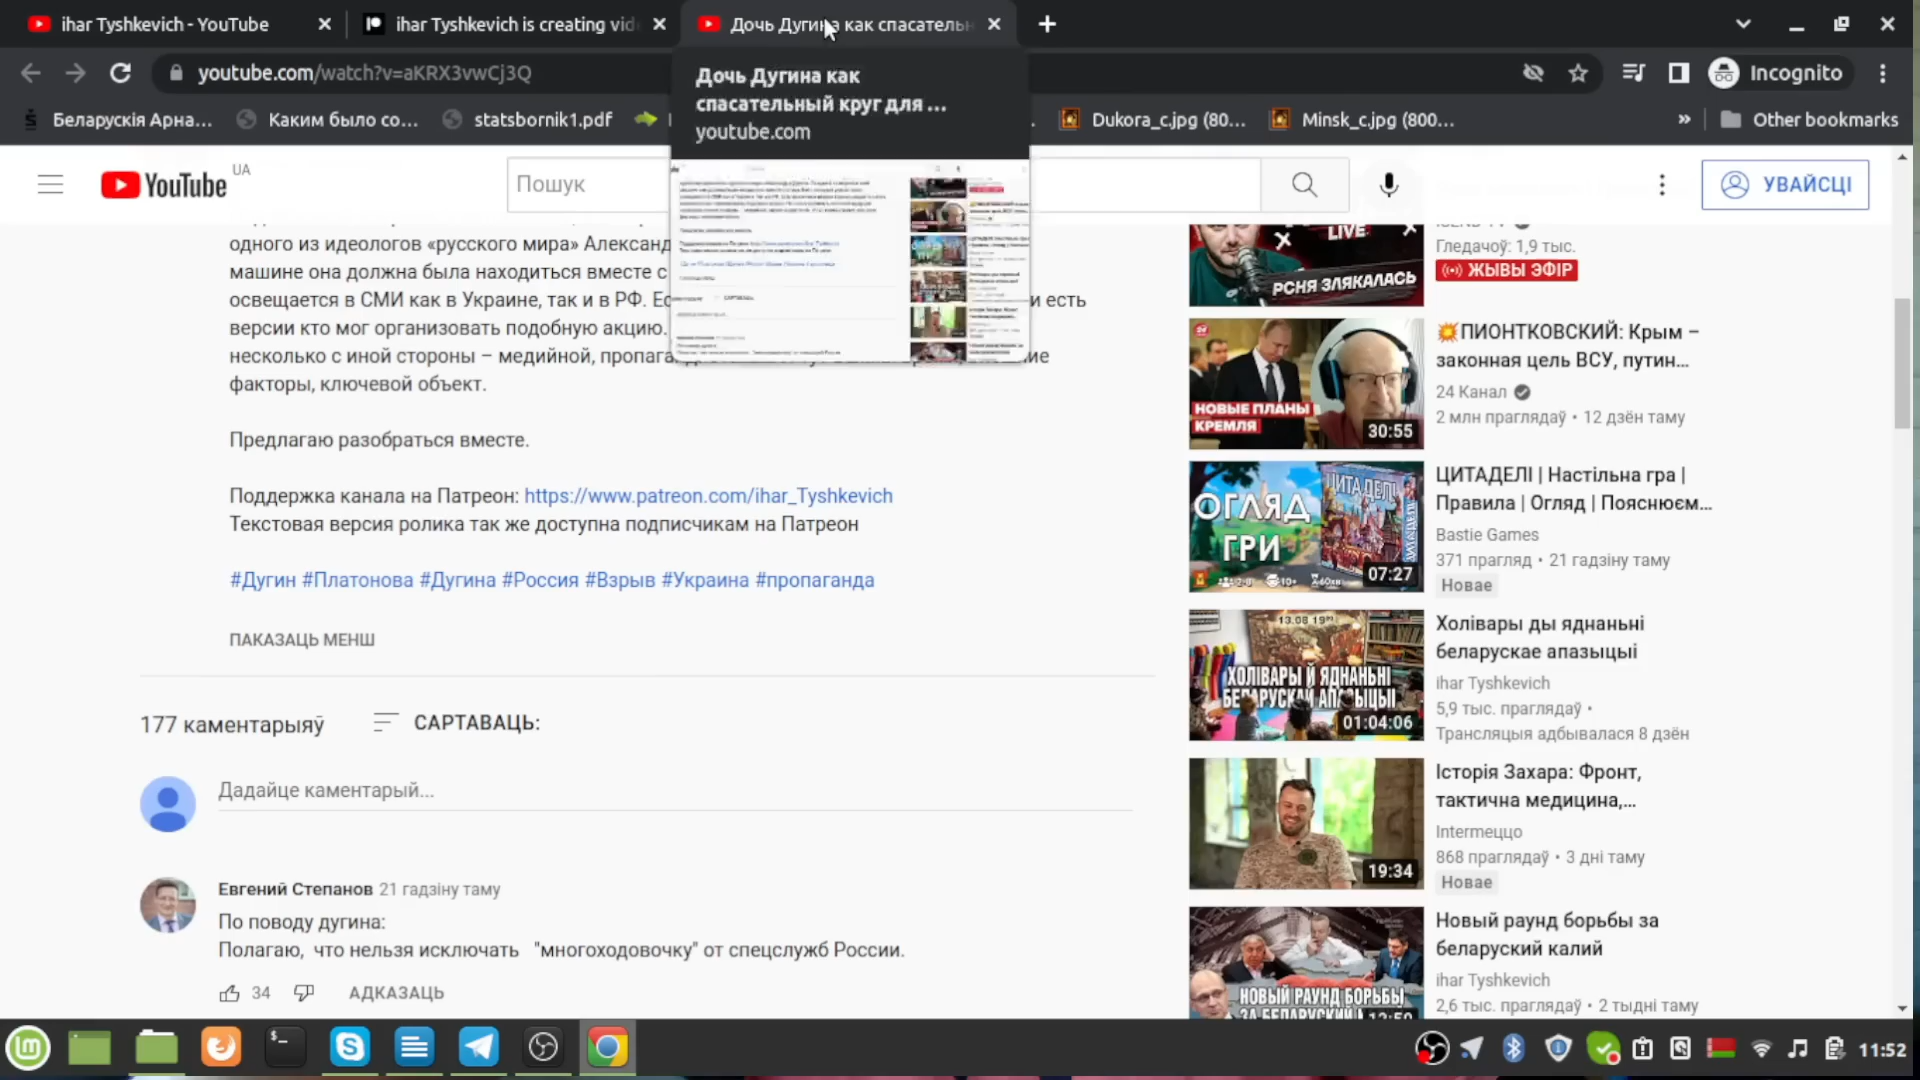 ihar Tyshkevich - YouTube
ihar Tyshkevich is creating vid
Дочь Дугина как спасательн
youtube.com/watch?v=aKRX3vwCj3Q
Incognito
Дочь Дугина как
спасательный круг для ...
youtube.com
Беларускія Арна...
Каким было со...
statsbornik1.pdf
Dukora_c.jpg (80...
Minsk_c.jpg (800...
»
Other bookmarks
YouTube UA
Пошук
УВАЙСЦІ
одного из идеологов «русского мира» Александ
машине она должна была находиться вместе с
освещается в СМИ как в Украине, так и в РФ. Ес и есть
версии кто мог организовать подобную акцию.
несколько с иной стороны – медийной, пропаган
факторы, ключевой объект.
Предлагаю разобраться вместе.
Поддержка канала на Патреон: https://www.patreon.com/ihar_Tyshkevich
Текстовая версия ролика так же доступна подписчикам на Патреон
#Дугин #Платонова #Дугина #Россия #Взрыв #Украина #пропаганда
ПАКАЗАЦЬ МЕНШ
177 каментарыяў
САРТАВАЦЬ:
Дадайце каментарый...
Евгений Степанов 21 гадзіну таму
По поводу дугина:
Полагаю, что нельзя исключать "многоходовочку" от спецслужб России.
34
АДКАЗАЦЬ
LIVE
РСНЯ ЗЛЯКАЛАСЬ
Гледачоў: 1,9 тыс.
ЖЫВЫ ЭФІР
НОВЫЕ ПЛАНЫ
КРЕМЛЯ
30:55
ПИОНТКОВСКИЙ: Крым –
законная цель ВСУ, путин...
24 Канал
2 млн праглядаў • 12 дзён таму
ОГЛЯД
ГРИ
ЦИТАДЕЛІ
07:27
ЦИТАДЕЛІ | Настільна гра |
Правила | Огляд | Пояснюєм...
Bastie Games
371 прагляд • 21 гадзіну таму
Новае
13.08 19⁰⁰
ХОЛІВАРЫ Й ЯДНАНЬНІ
БЕЛАРУСКАЙ АПАЗЫЦЫІ
01:04:06
Холівары ды яднаньні
беларускае апазыцыі
ihar Tyshkevich
5,9 тыс. праглядаў •
Трансляцыя адбывалася 8 дзён
19:34
Історія Захара: Фронт,
тактична медицина,...
Intermeццо
868 праглядаў • 3 дні таму
Новае
НОВЫЙ РАУНД БОРЬБЫ
Новый раунд борьбы за
беларуский калий
ihar Tyshkevich
2,6 тыс. праглядаў • 2 тыдні таму
11:52